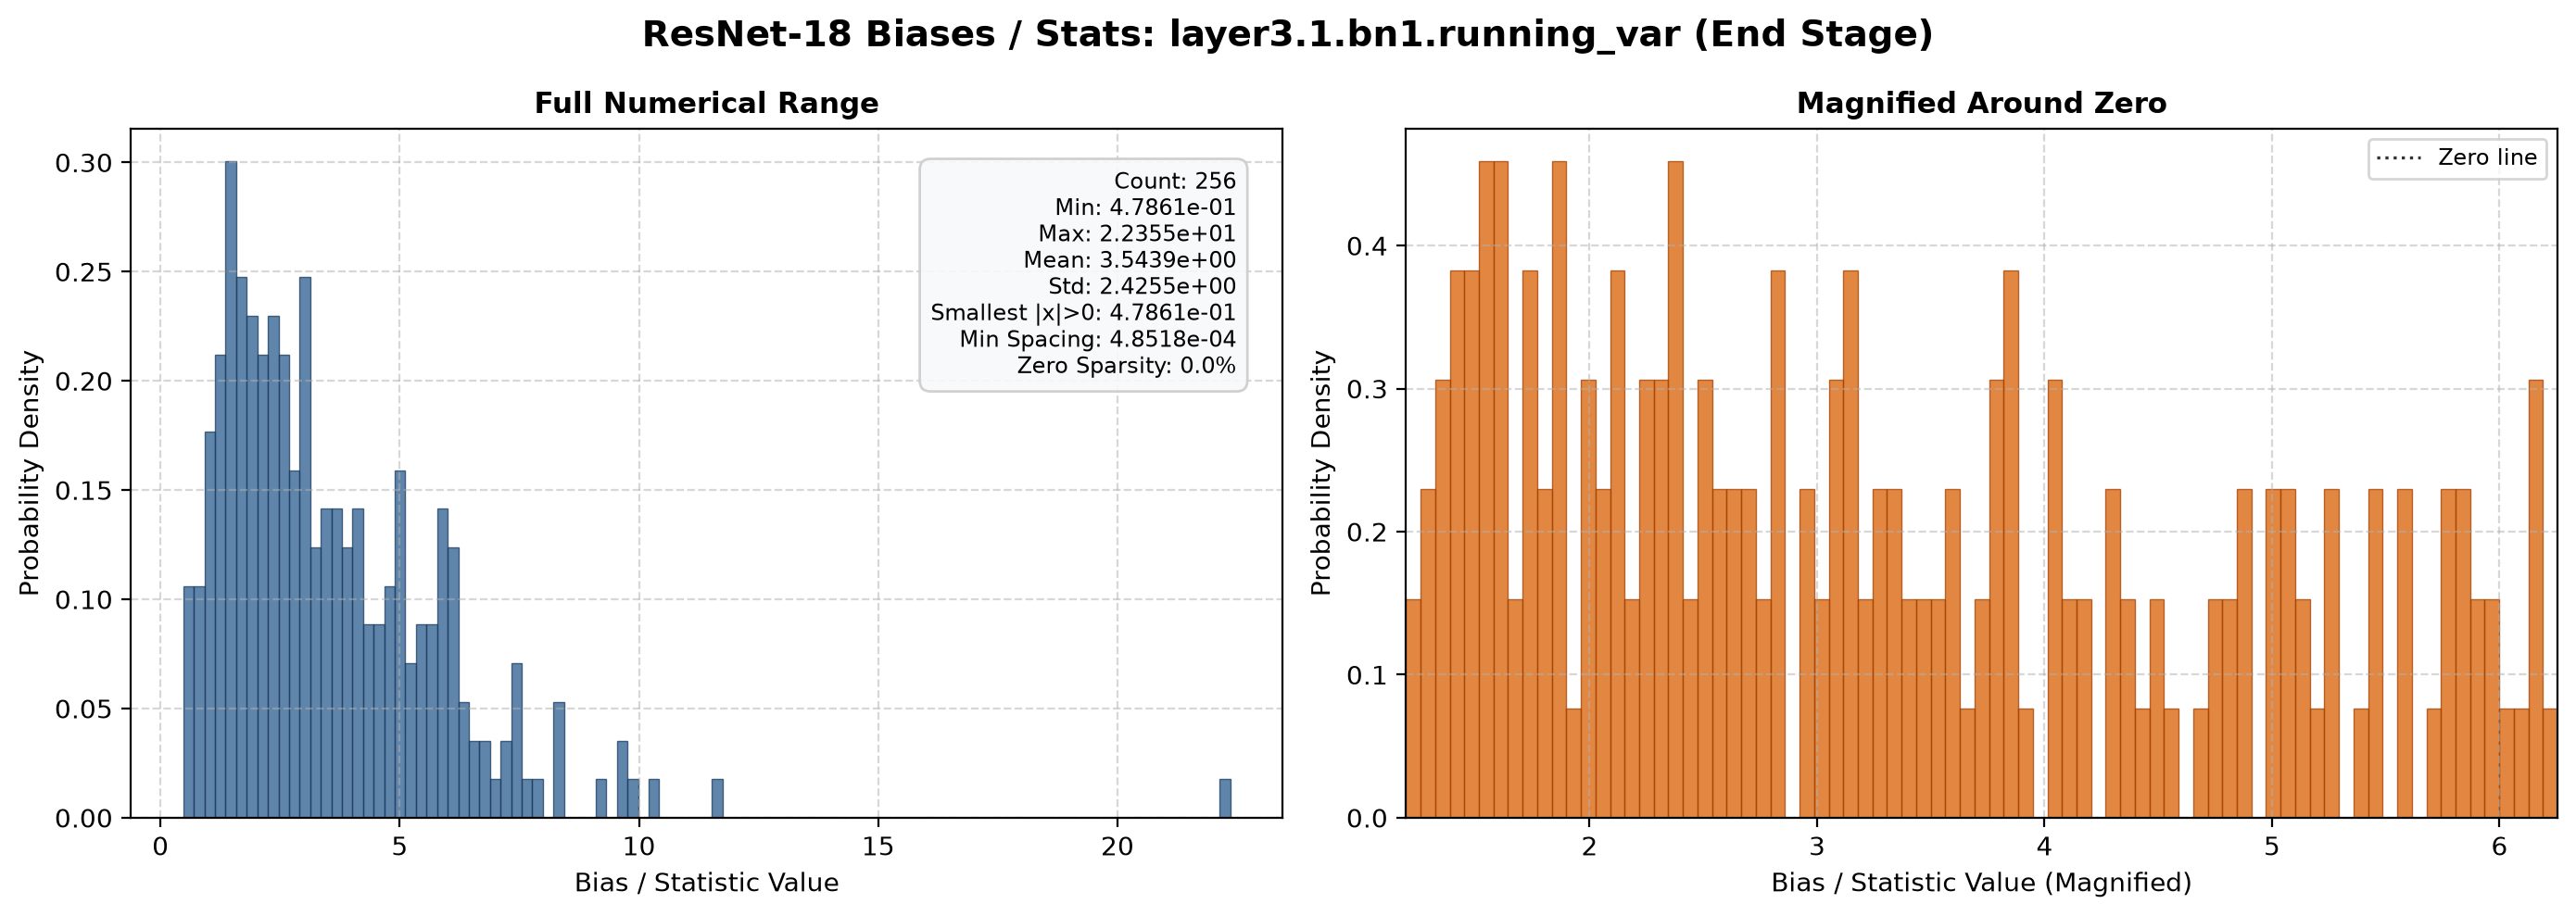 ResNet-18 Biases / Stats: layer3.1.bn1.running_var (End Stage)
Full Numerical Range
Probability Density
0.30
0.25
0.20
0.15
0.10
0.05
0.00
Count: 256
Min: 4.7861e-01
Max: 2.2355e+01
Mean: 3.5439e+00
Std: 2.4255e+00
Smallest |x|>0: 4.7861e-01
Min Spacing: 4.8518e-04
Zero Sparsity: 0.0%
0 5 10 15 20
Bias / Statistic Value
Magnified Around Zero
Probability Density
0.4
0.3
0.2
0.1
0.0
Zero line
2 3 4 5 6
Bias / Statistic Value (Magnified)